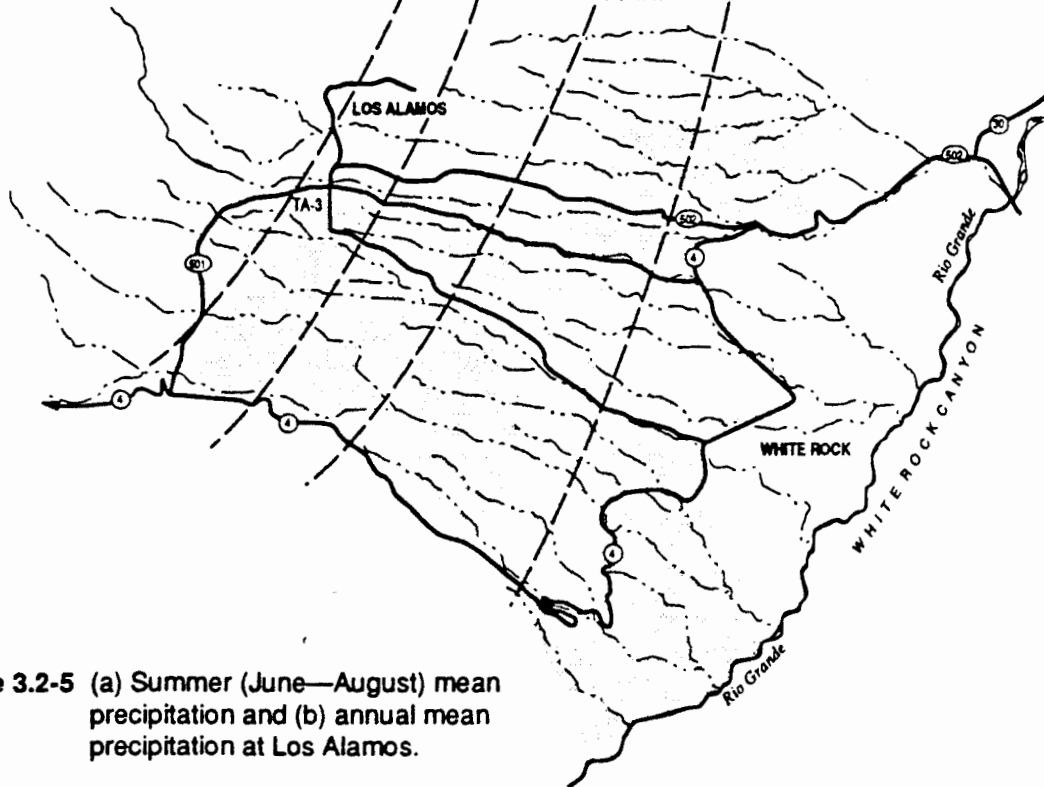 LOS ALAMOS
30
502
TA-3
502
Rio Grande
501
4
WHITE ROCK CANYON
4
4
WHITE ROCK
4
Rio Grande
3.2-5 (a) Summer (June—August) mean
precipitation and (b) annual mean
precipitation at Los Alamos.